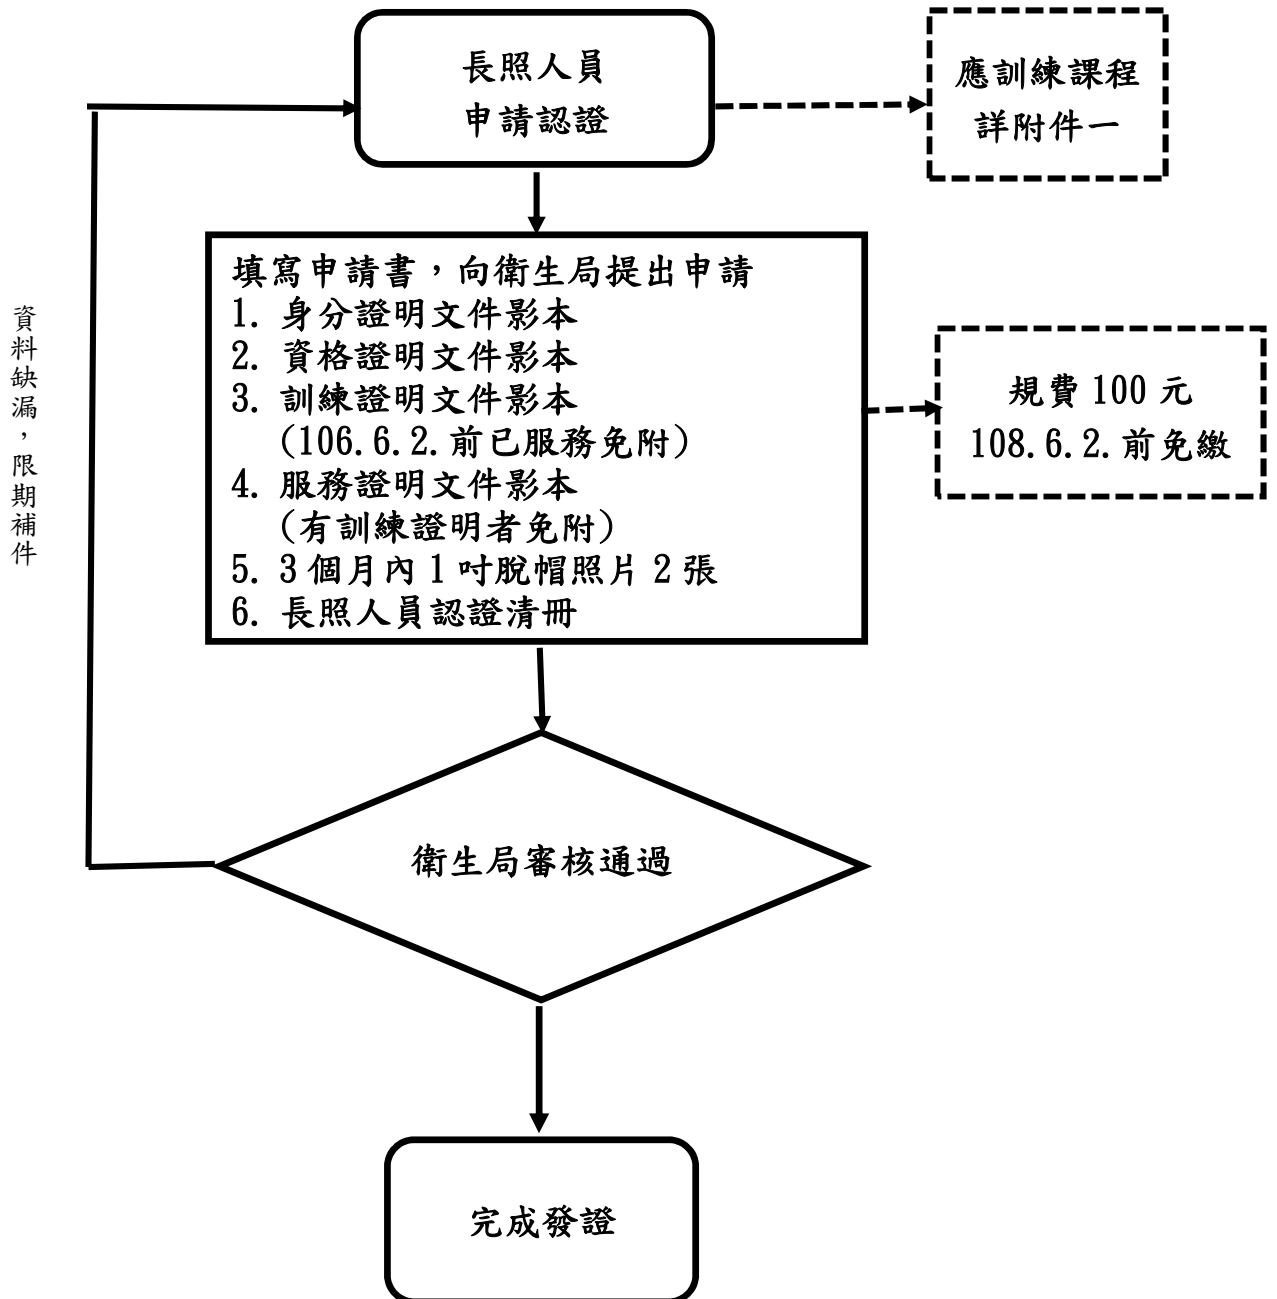 長照人員
申請認證
應訓練課程
詳附件一
填寫申請書，向衛生局提出申請
1. 身分證明文件影本
2. 資格證明文件影本
3. 訓練證明文件影本
(106.6.2.前已服務免附)
4. 服務證明文件影本
(有訓練證明者免附)
5. 3個月內1吋脫帽照片2張
6. 長照人員認證清冊
規費 100 元
108.6.2.前免繳
資料缺漏，限期補件
衛生局審核通過
完成發證